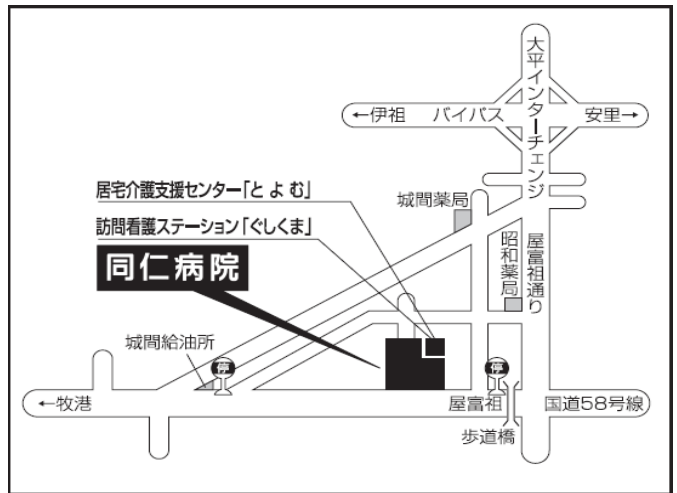 大平インターチェンジ
←伊祖 バイパス 安里→
居宅介護支援センター「とよむ」
城間薬局
訪問看護ステーション「ぐしくま」
同仁病院
昭和薬局
屋富祖通り
城間給油所
停
停
←牧港
屋富祖
国道58号線
歩道橋